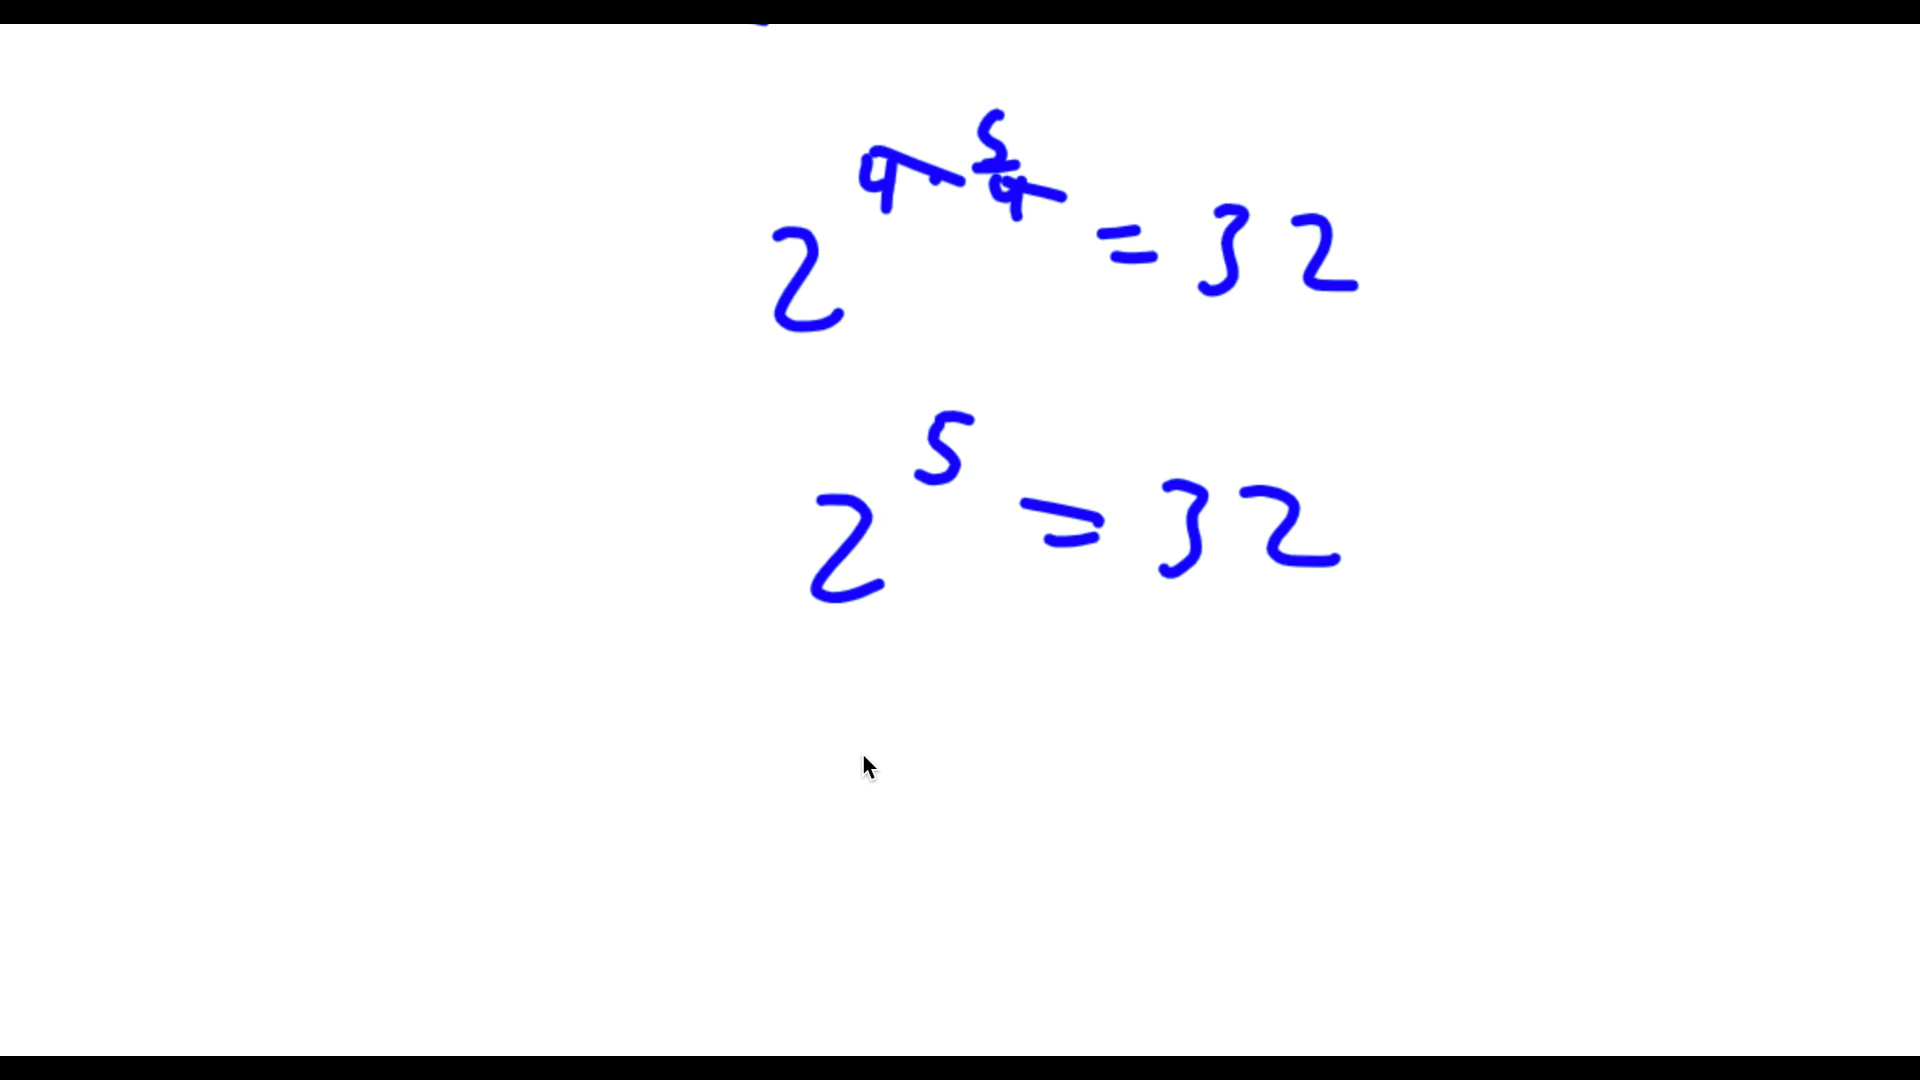 2^{4 · 5/4} = 32
2^5 = 32